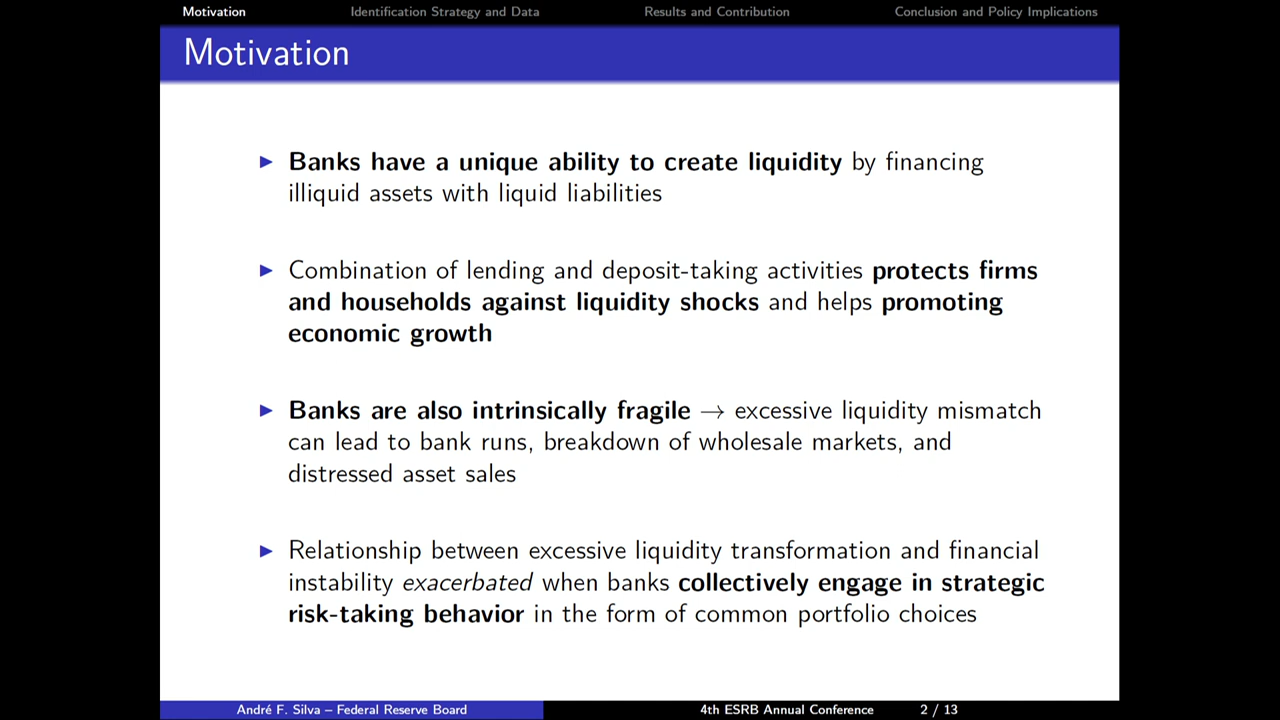 Motivation Identification Strategy and Data Results and Contribution Conclusion and Policy Implications
Motivation
▶ Banks have a unique ability to create liquidity by financing
illiquid assets with liquid liabilities
▶ Combination of lending and deposit-taking activities protects firms
and households against liquidity shocks and helps promoting
economic growth
▶ Banks are also intrinsically fragile → excessive liquidity mismatch
can lead to bank runs, breakdown of wholesale markets, and
distressed asset sales
▶ Relationship between excessive liquidity transformation and financial
instability exacerbated when banks collectively engage in strategic
risk-taking behavior in the form of common portfolio choices
André F. Silva – Federal Reserve Board 4th ESRB Annual Conference 2 / 13